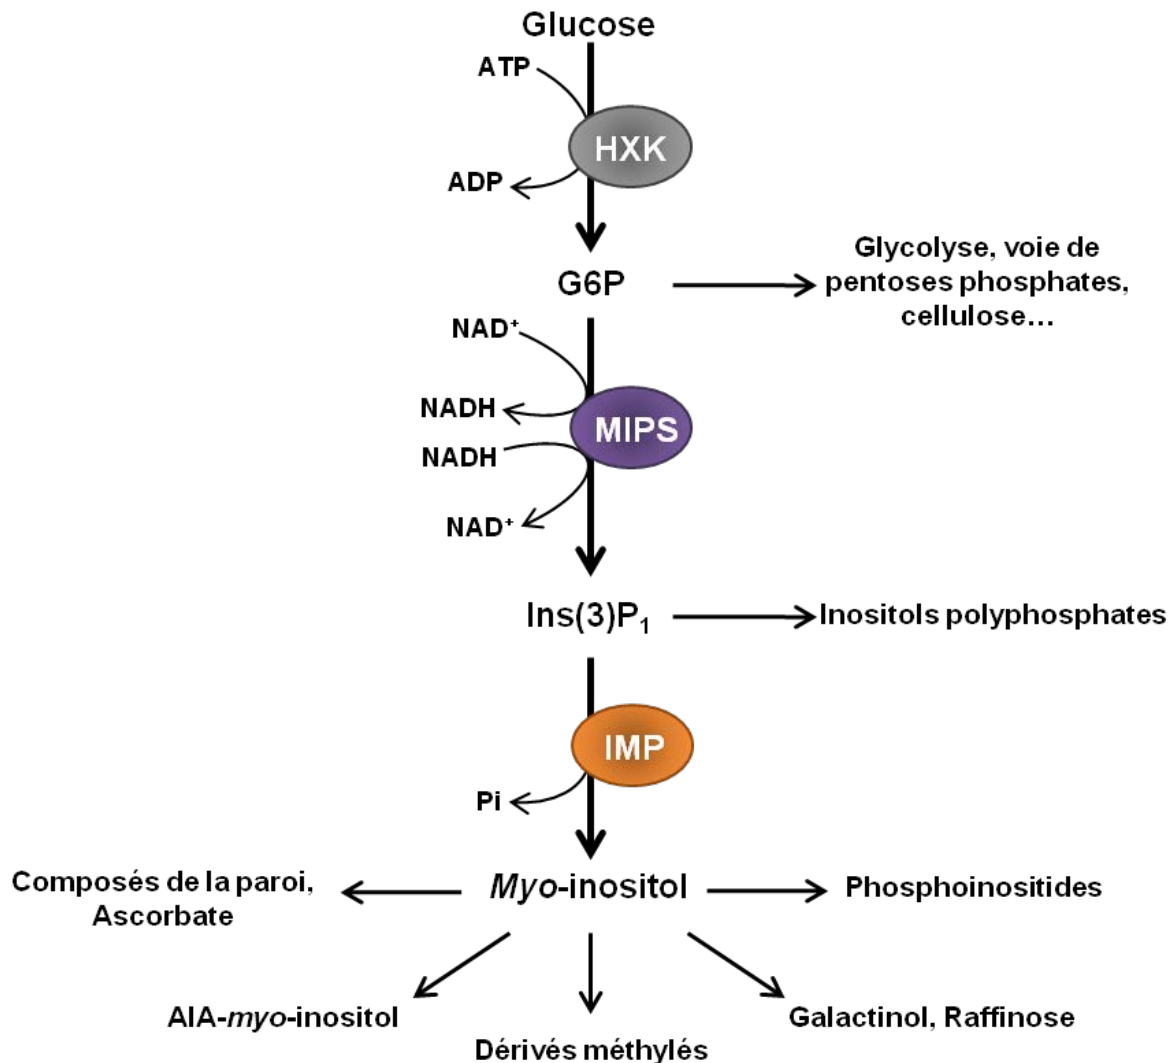 Glucose
ATP
HXK
ADP
G6P
Glycolyse, voie de
pentoses phosphates,
cellulose…
NAD⁺
NADH
MIPS
NADH
NAD⁺
Ins(3)P₁
Inositols polyphosphates
IMP
Pi
Composés de la paroi,
Ascorbate
Myo-inositol
Phosphoinositides
AIA-myo-inositol
Galactinol, Raffinose
Dérivés méthylés